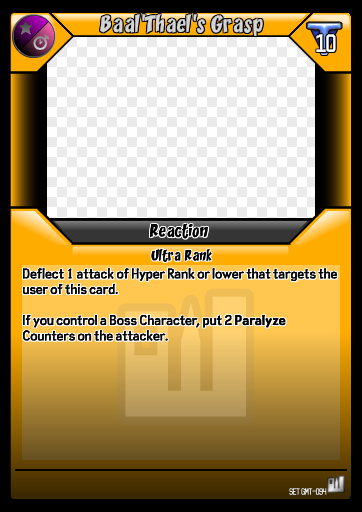 Baal'Thael's Grasp
10
Reaction
Ultra Rank
Deflect 1 attack of Hyper Rank or lower that targets the
user of this card.
If you control a Boss Character, put 2 Paralyze
Counters on the attacker.
SET GMT-094